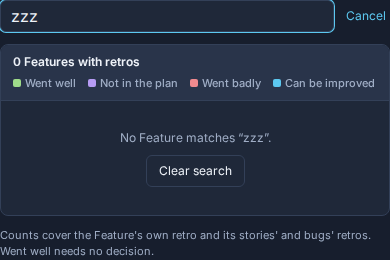 zzz
Cancel
0 Features with retros
Went well Not in the plan Went badly Can be improved
No Feature matches “zzz”.
Clear search
Counts cover the Feature's own retro and its stories' and bugs' retros.
Went well needs no decision.